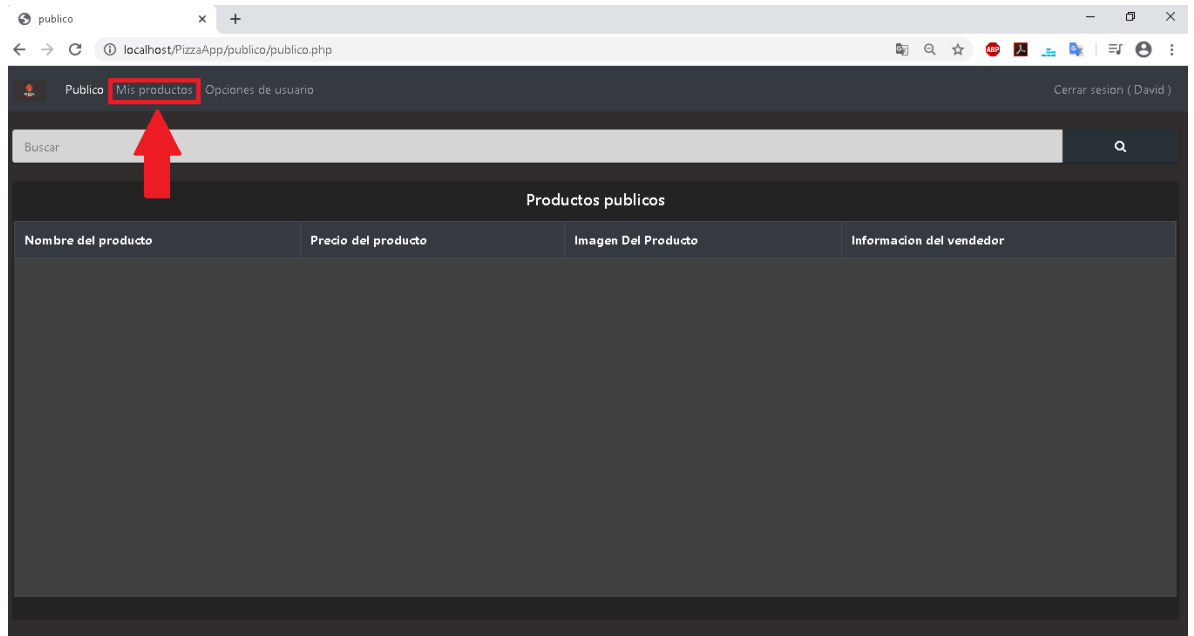 publico
localhost/PizzaApp/publico/publico.php
ABP
Publico Mis productos Opciones de usuario Cerrar sesion ( David )
Buscar
Productos publicos
Nombre del producto Precio del producto Imagen Del Producto Informacion del vendedor